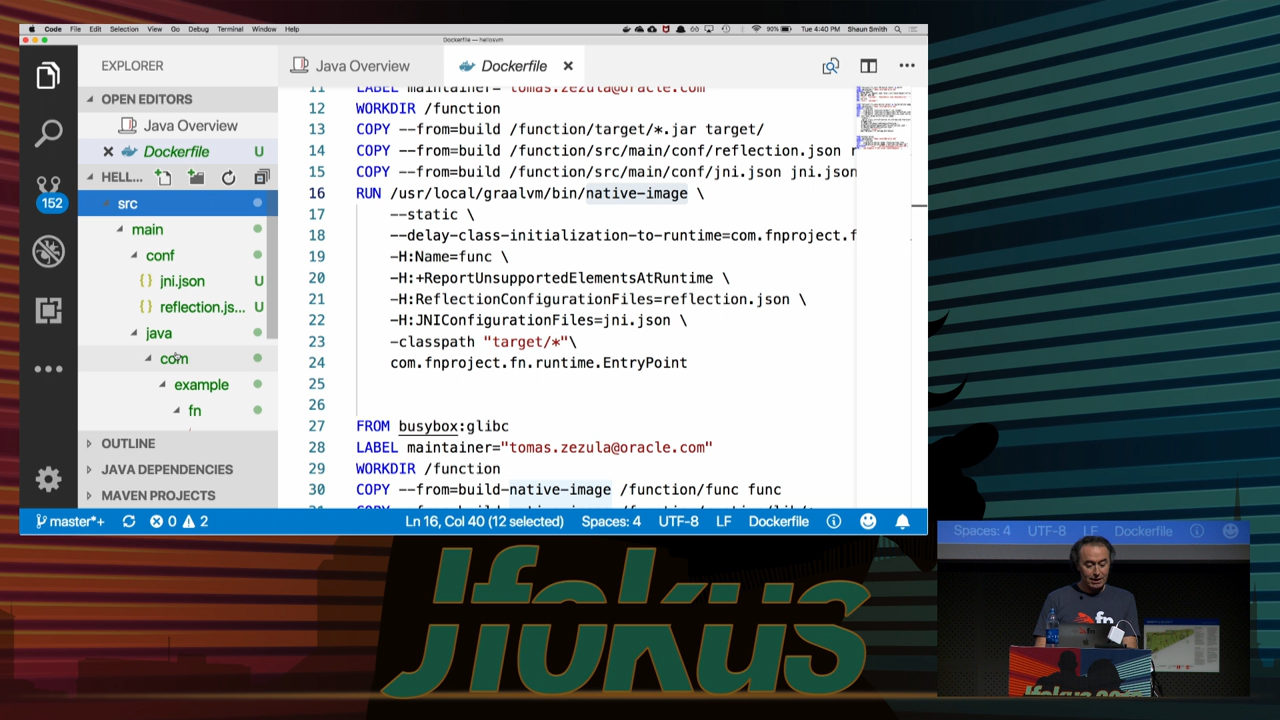 Code File Edit Selection View Go Debug Terminal Window Help
90% Tue 4:40 PM Shaun Smith
Dockerfile — hellosvm
EXPLORER
Java Overview
Dockerfile
OPEN EDITORS
Java Overview
Dockerfile U
HELL...
152
src
main
conf
{} jni.json U
{} reflection.js... U
java
com
example
fn
OUTLINE
JAVA DEPENDENCIES
MAVEN PROJECTS
11 LABEL maintainer="tomas.zezula@oracle.com"
12 WORKDIR /function
13 COPY --from=build /function/target/*.jar target/
14 COPY --from=build /function/src/main/conf/reflection.json r
15 COPY --from=build /function/src/main/conf/jni.json jni.json
16 RUN /usr/local/graalvm/bin/native-image \
17 --static \
18 --delay-class-initialization-to-runtime=com.fnproject.f
19 -H:Name=func \
20 -H:+ReportUnsupportedElementsAtRuntime \
21 -H:ReflectionConfigurationFiles=reflection.json \
22 -H:JNIConfigurationFiles=jni.json \
23 -classpath "target/*"\
24 com.fnproject.fn.runtime.EntryPoint
25
26
27 FROM busybox:glibc
28 LABEL maintainer="tomas.zezula@oracle.com"
29 WORKDIR /function
30 COPY --from=build-native-image /function/func func
master*+ 0 2 Ln 16, Col 40 (12 selected) Spaces: 4 UTF-8 LF Dockerfile
Spaces: 4 UTF-8 LF Dockerfile
fn
fn
Jfokus
Jfokus